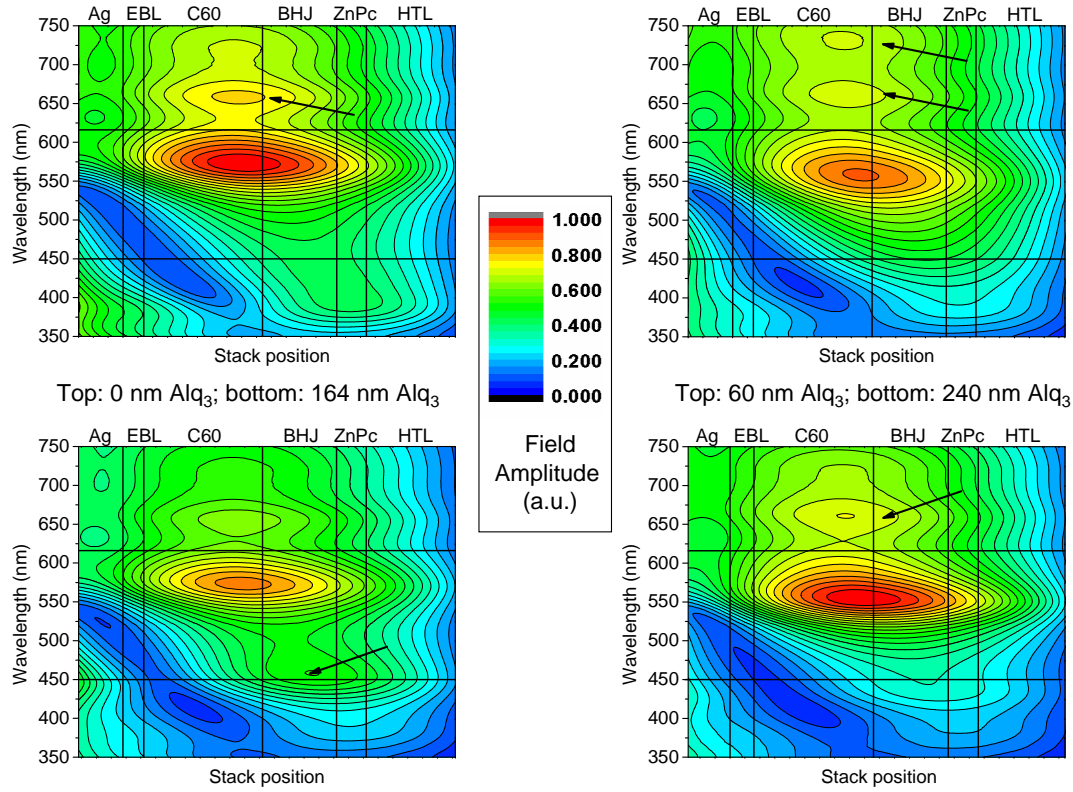 Ag EBL C60 BHJ ZnPc HTL
750
700
650
600
550
500
450
400
350
Wavelength (nm)
Stack position
Ag EBL C60 BHJ ZnPc HTL
750
700
650
600
550
500
450
400
350
Wavelength (nm)
Stack position
1.000
0.800
0.600
0.400
0.200
0.000
Field
Amplitude
(a.u.)
Top: 0 nm Alq₃; bottom: 164 nm Alq₃
Top: 60 nm Alq₃; bottom: 240 nm Alq₃
Ag EBL C60 BHJ ZnPc HTL
750
700
650
600
550
500
450
400
350
Wavelength (nm)
Stack position
Ag EBL C60 BHJ ZnPc HTL
750
700
650
600
550
500
450
400
350
Wavelength (nm)
Stack position